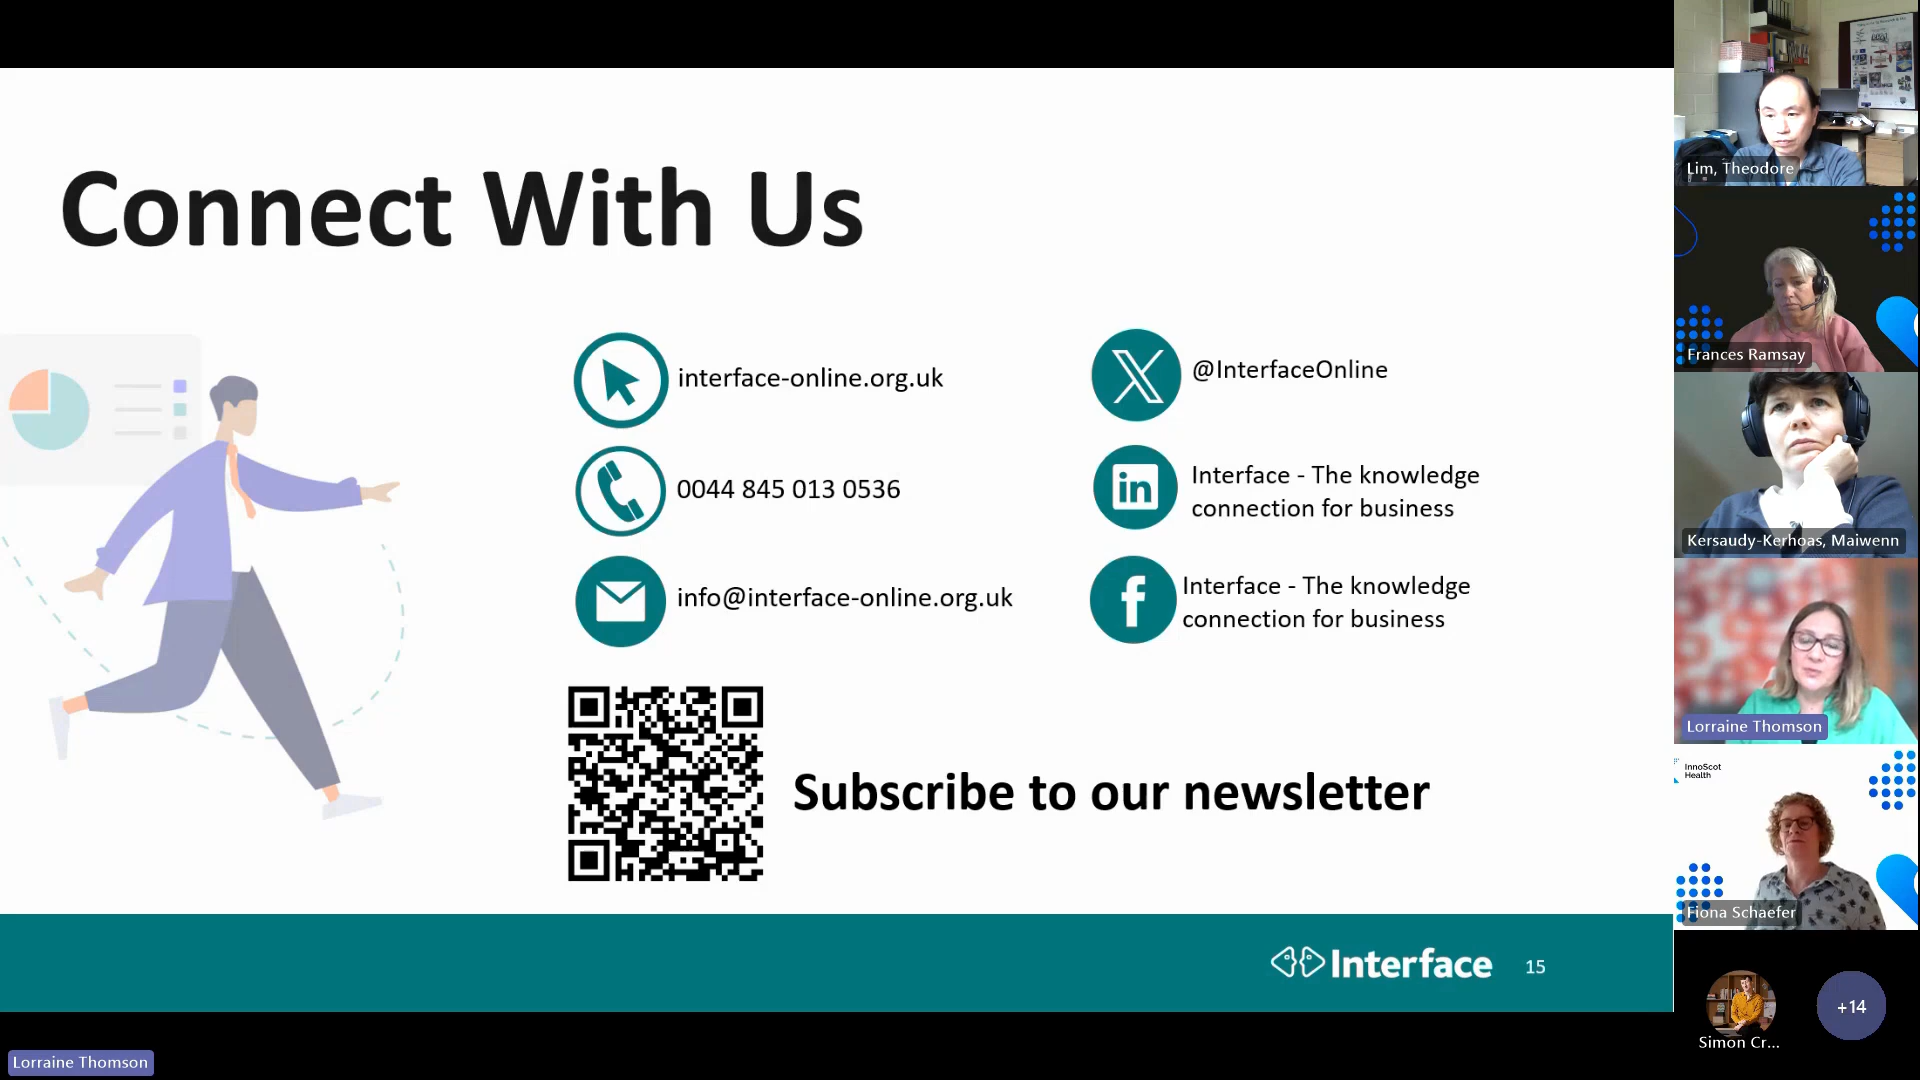 Connect With Us
interface-online.org.uk
0044 845 013 0536
info@interface-online.org.uk
@InterfaceOnline
Interface - The knowledge
connection for business
Interface - The knowledge
connection for business
Subscribe to our newsletter
Interface
15
Lorraine Thomson
Lim, Theodore
Frances Ramsay
Kersaudy-Kerhoas, Maiwenn
Lorraine Thomson
InnoScot
Health
Fiona Schaefer
Simon Cr...
+14